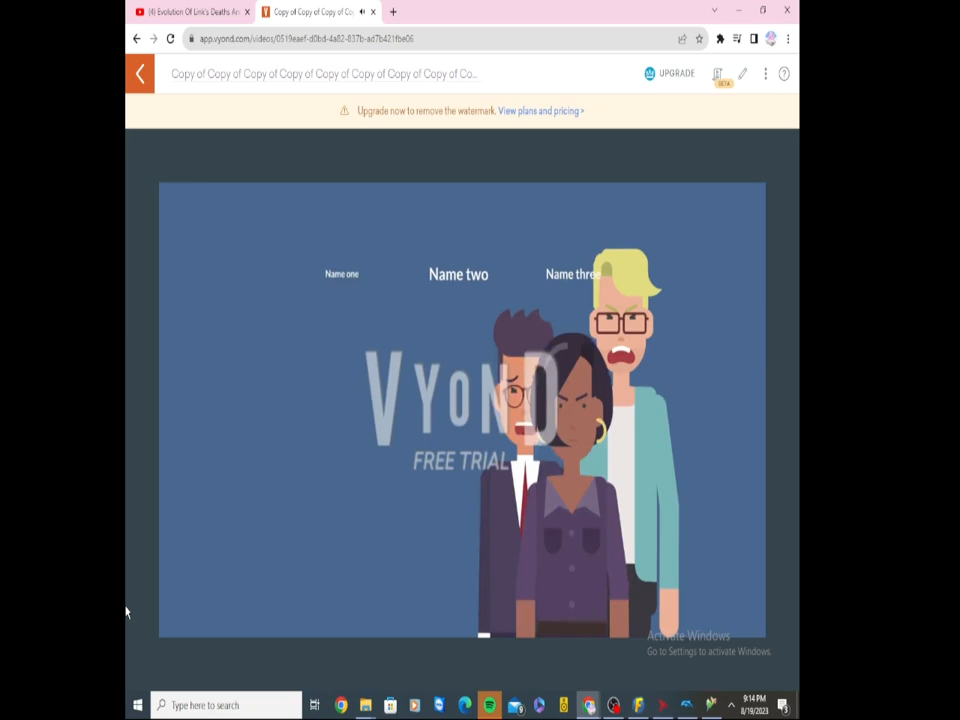 (4) Evolution Of Link's Deaths An
Copy of Copy of Copy of Co
app.vyond.com/videos/0519eaef-d0bd-4a82-837b-ad7b421fbe06
Copy of Copy of Copy of Copy of Copy of Copy of Copy of Copy of Co...
UPGRADE
BETA
Upgrade now to remove the watermark. View plans and pricing >
Name one
Name two
Name three
VYOND
FREE TRIAL
Activate Windows
Go to Settings to activate Windows.
Type here to search
9:14 PM
8/19/2023